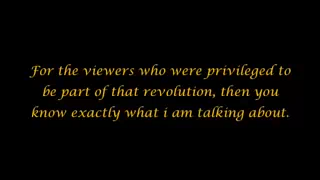 For the viewers who were privileged to
be part of that revolution, then you
know exactly what i am talking about.